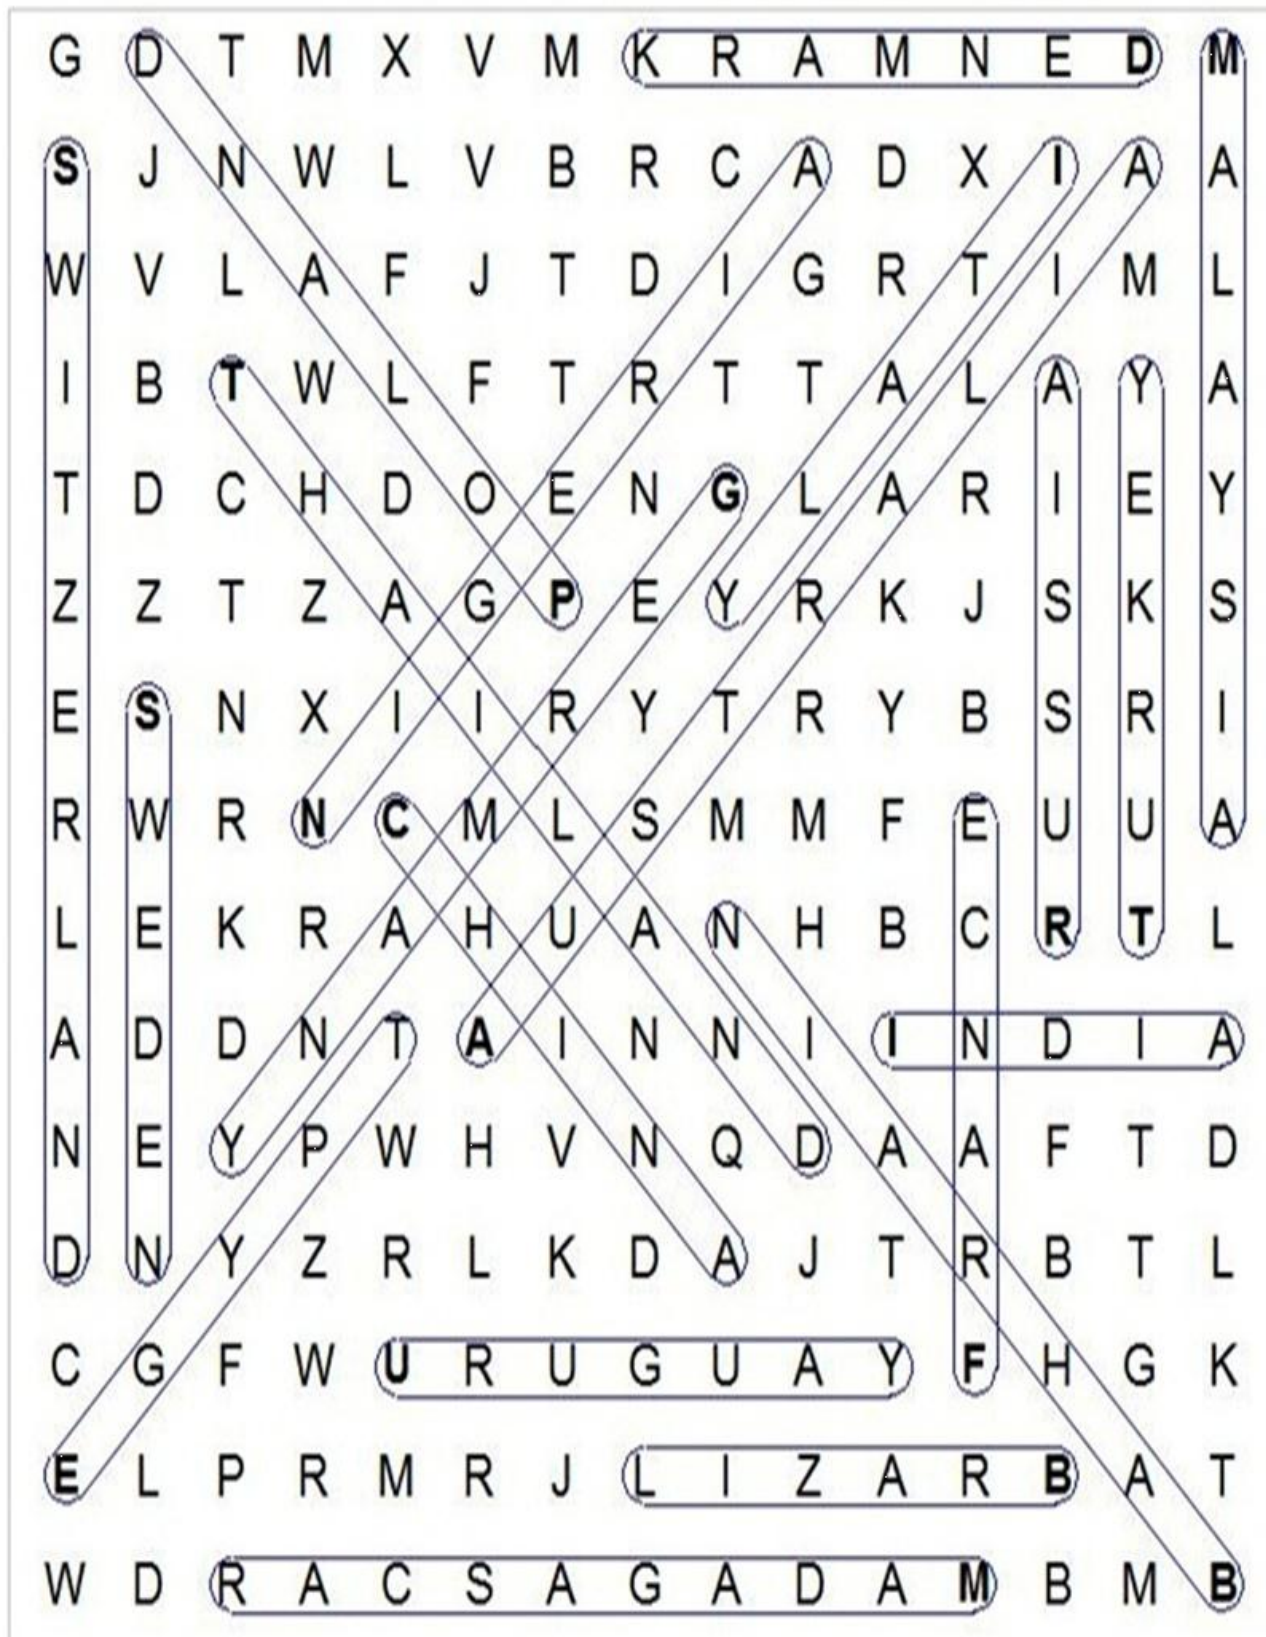 G D T M X V M K R A M N E D M
S J N W L V B R C A D X I A A
W V L A F J T D I G R T I M L
I B T W L F T R T T A L A Y A
T D C H D O E N G L A R I E Y
Z Z T Z A G P E Y R K J S K S
E S N X I I R Y T R Y B S R I
R W R N C M L S M M F E U U A
L E K R A H U A N H B C R T L
A D D N T A I N N I I N D I A
N E Y P W H V N Q D A A F T D
D N Y Z R L K D A J T R B T L
C G F W U R U G U A Y F H G K
E L P R M R J L I Z A R B A T
W D R A C S A G A D A M B M B